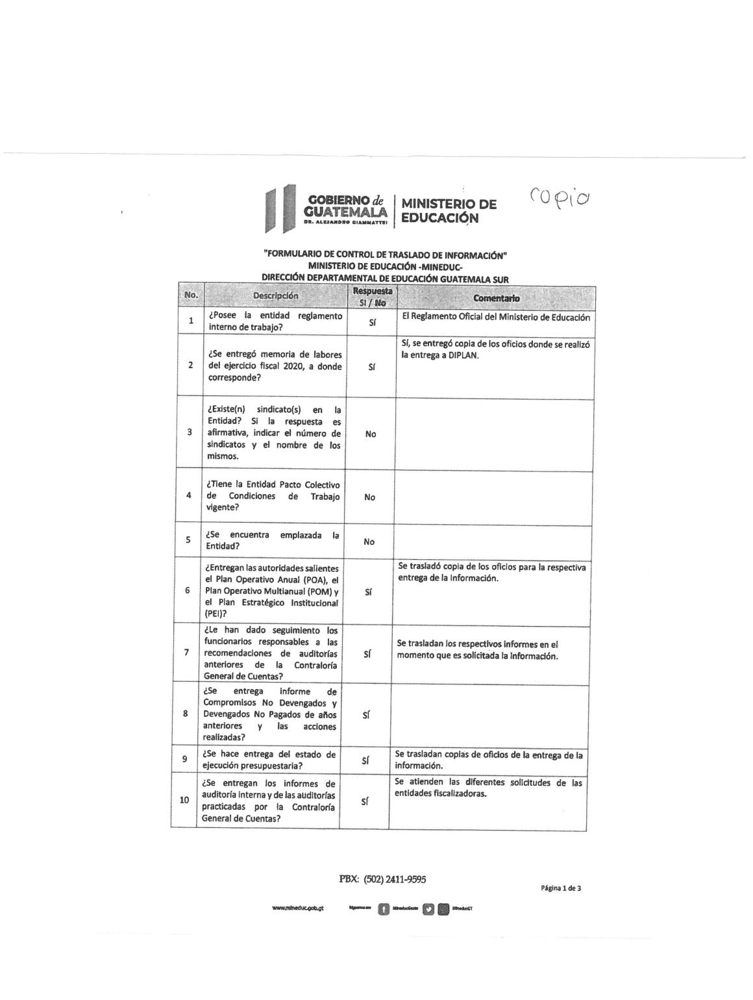 GOBIERNO de
GUATEMALA
DR. ALEJANDRO GIAMMATTEI
MINISTERIO DE
EDUCACIÓN
copia
"FORMULARIO DE CONTROL DE TRASLADO DE INFORMACIÓN"
MINISTERIO DE EDUCACIÓN -MINEDUC-
DIRECCIÓN DEPARTAMENTAL DE EDUCACIÓN GUATEMALA SUR
No.
Descripción
Respuesta
SI / No
Comentario
1
¿Posee la entidad reglamento
interno de trabajo?
Sí
El Reglamento Oficial del Ministerio de Educación
2
¿Se entregó memoria de labores
del ejercicio fiscal 2020, a donde
corresponde?
Sí
Sí, se entregó copia de los oficios donde se realizó
la entrega a DIPLAN.
3
¿Existe(n) sindicato(s) en la
Entidad? Si la respuesta es
afirmativa, indicar el número de
sindicatos y el nombre de los
mismos.
No
4
¿Tiene la Entidad Pacto Colectivo
de Condiciones de Trabajo
vigente?
No
5
¿Se encuentra emplazada la
Entidad?
No
6
¿Entregan las autoridades salientes
el Plan Operativo Anual (POA), el
Plan Operativo Multianual (POM) y
el Plan Estratégico Institucional
(PEI)?
Sí
Se trasladó copia de los oficios para la respectiva
entrega de la información.
7
¿Le han dado seguimiento los
funcionarios responsables a las
recomendaciones de auditorías
anteriores de la Contraloría
General de Cuentas?
Sí
Se trasladan los respectivos informes en el
momento que es solicitada la información.
8
¿Se entrega informe de
Compromisos No Devengados y
Devengados No Pagados de años
anteriores y las acciones
realizadas?
Sí
9
¿Se hace entrega del estado de
ejecución presupuestaria?
Sí
Se trasladan copias de oficios de la entrega de la
información.
10
¿Se entregan los informes de
auditoría interna y de las auditorías
practicadas por la Contraloría
General de Cuentas?
Sí
Se atienden las diferentes solicitudes de las
entidades fiscalizadoras.
PBX: (502) 2411-9595
Página 1 de 3
www.mineduc.gob.gt
Síguenos en:
MineducGuate
MineducGT